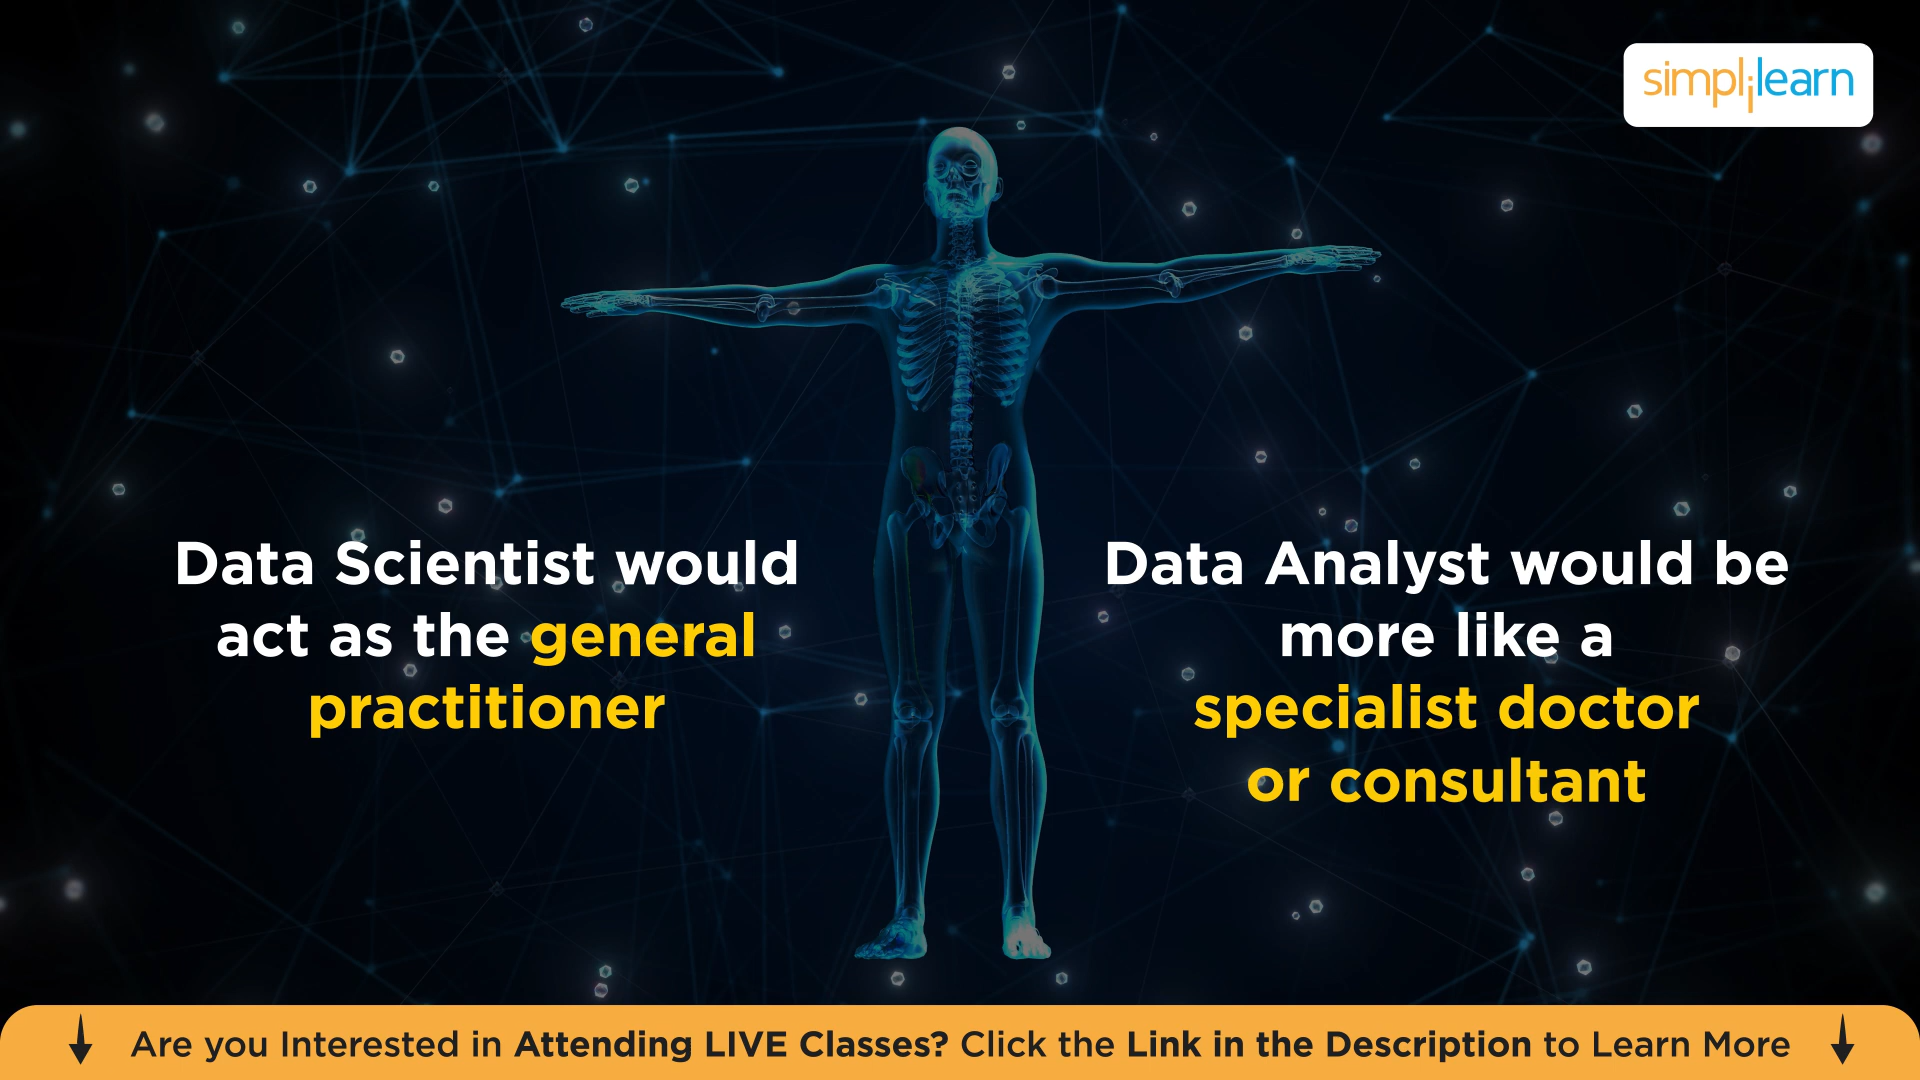 simplilearn
Data Scientist would
act as the general
practitioner
Data Analyst would be
more like a
specialist doctor
or consultant
Are you Interested in Attending LIVE Classes? Click the Link in the Description to Learn More